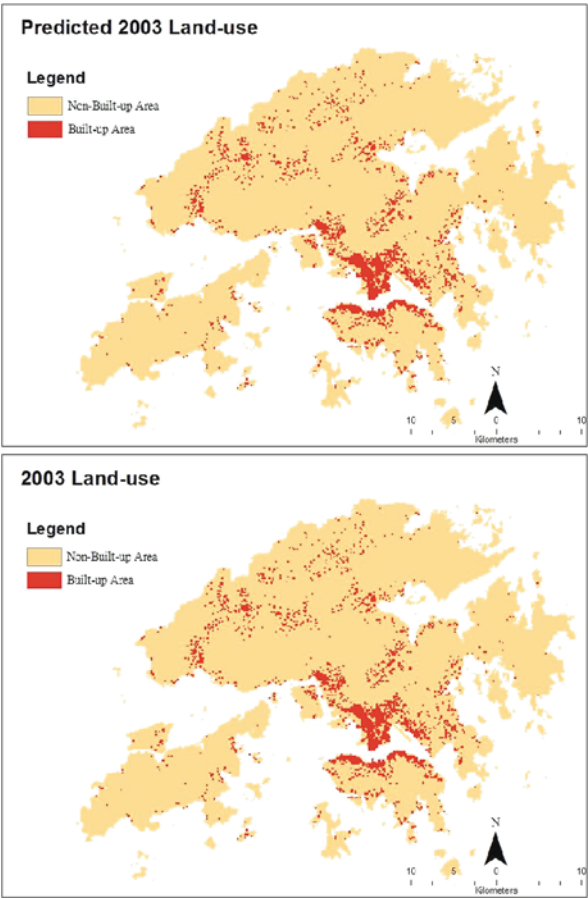 Predicted 2003 Land-use
Legend
Non-Built-up Area
Built-up Area
N
10 5 0 10
Kilometers
2003 Land-use
Legend
Non-Built-up Area
Built-up Area
N
10 5 0 10
Kilometers